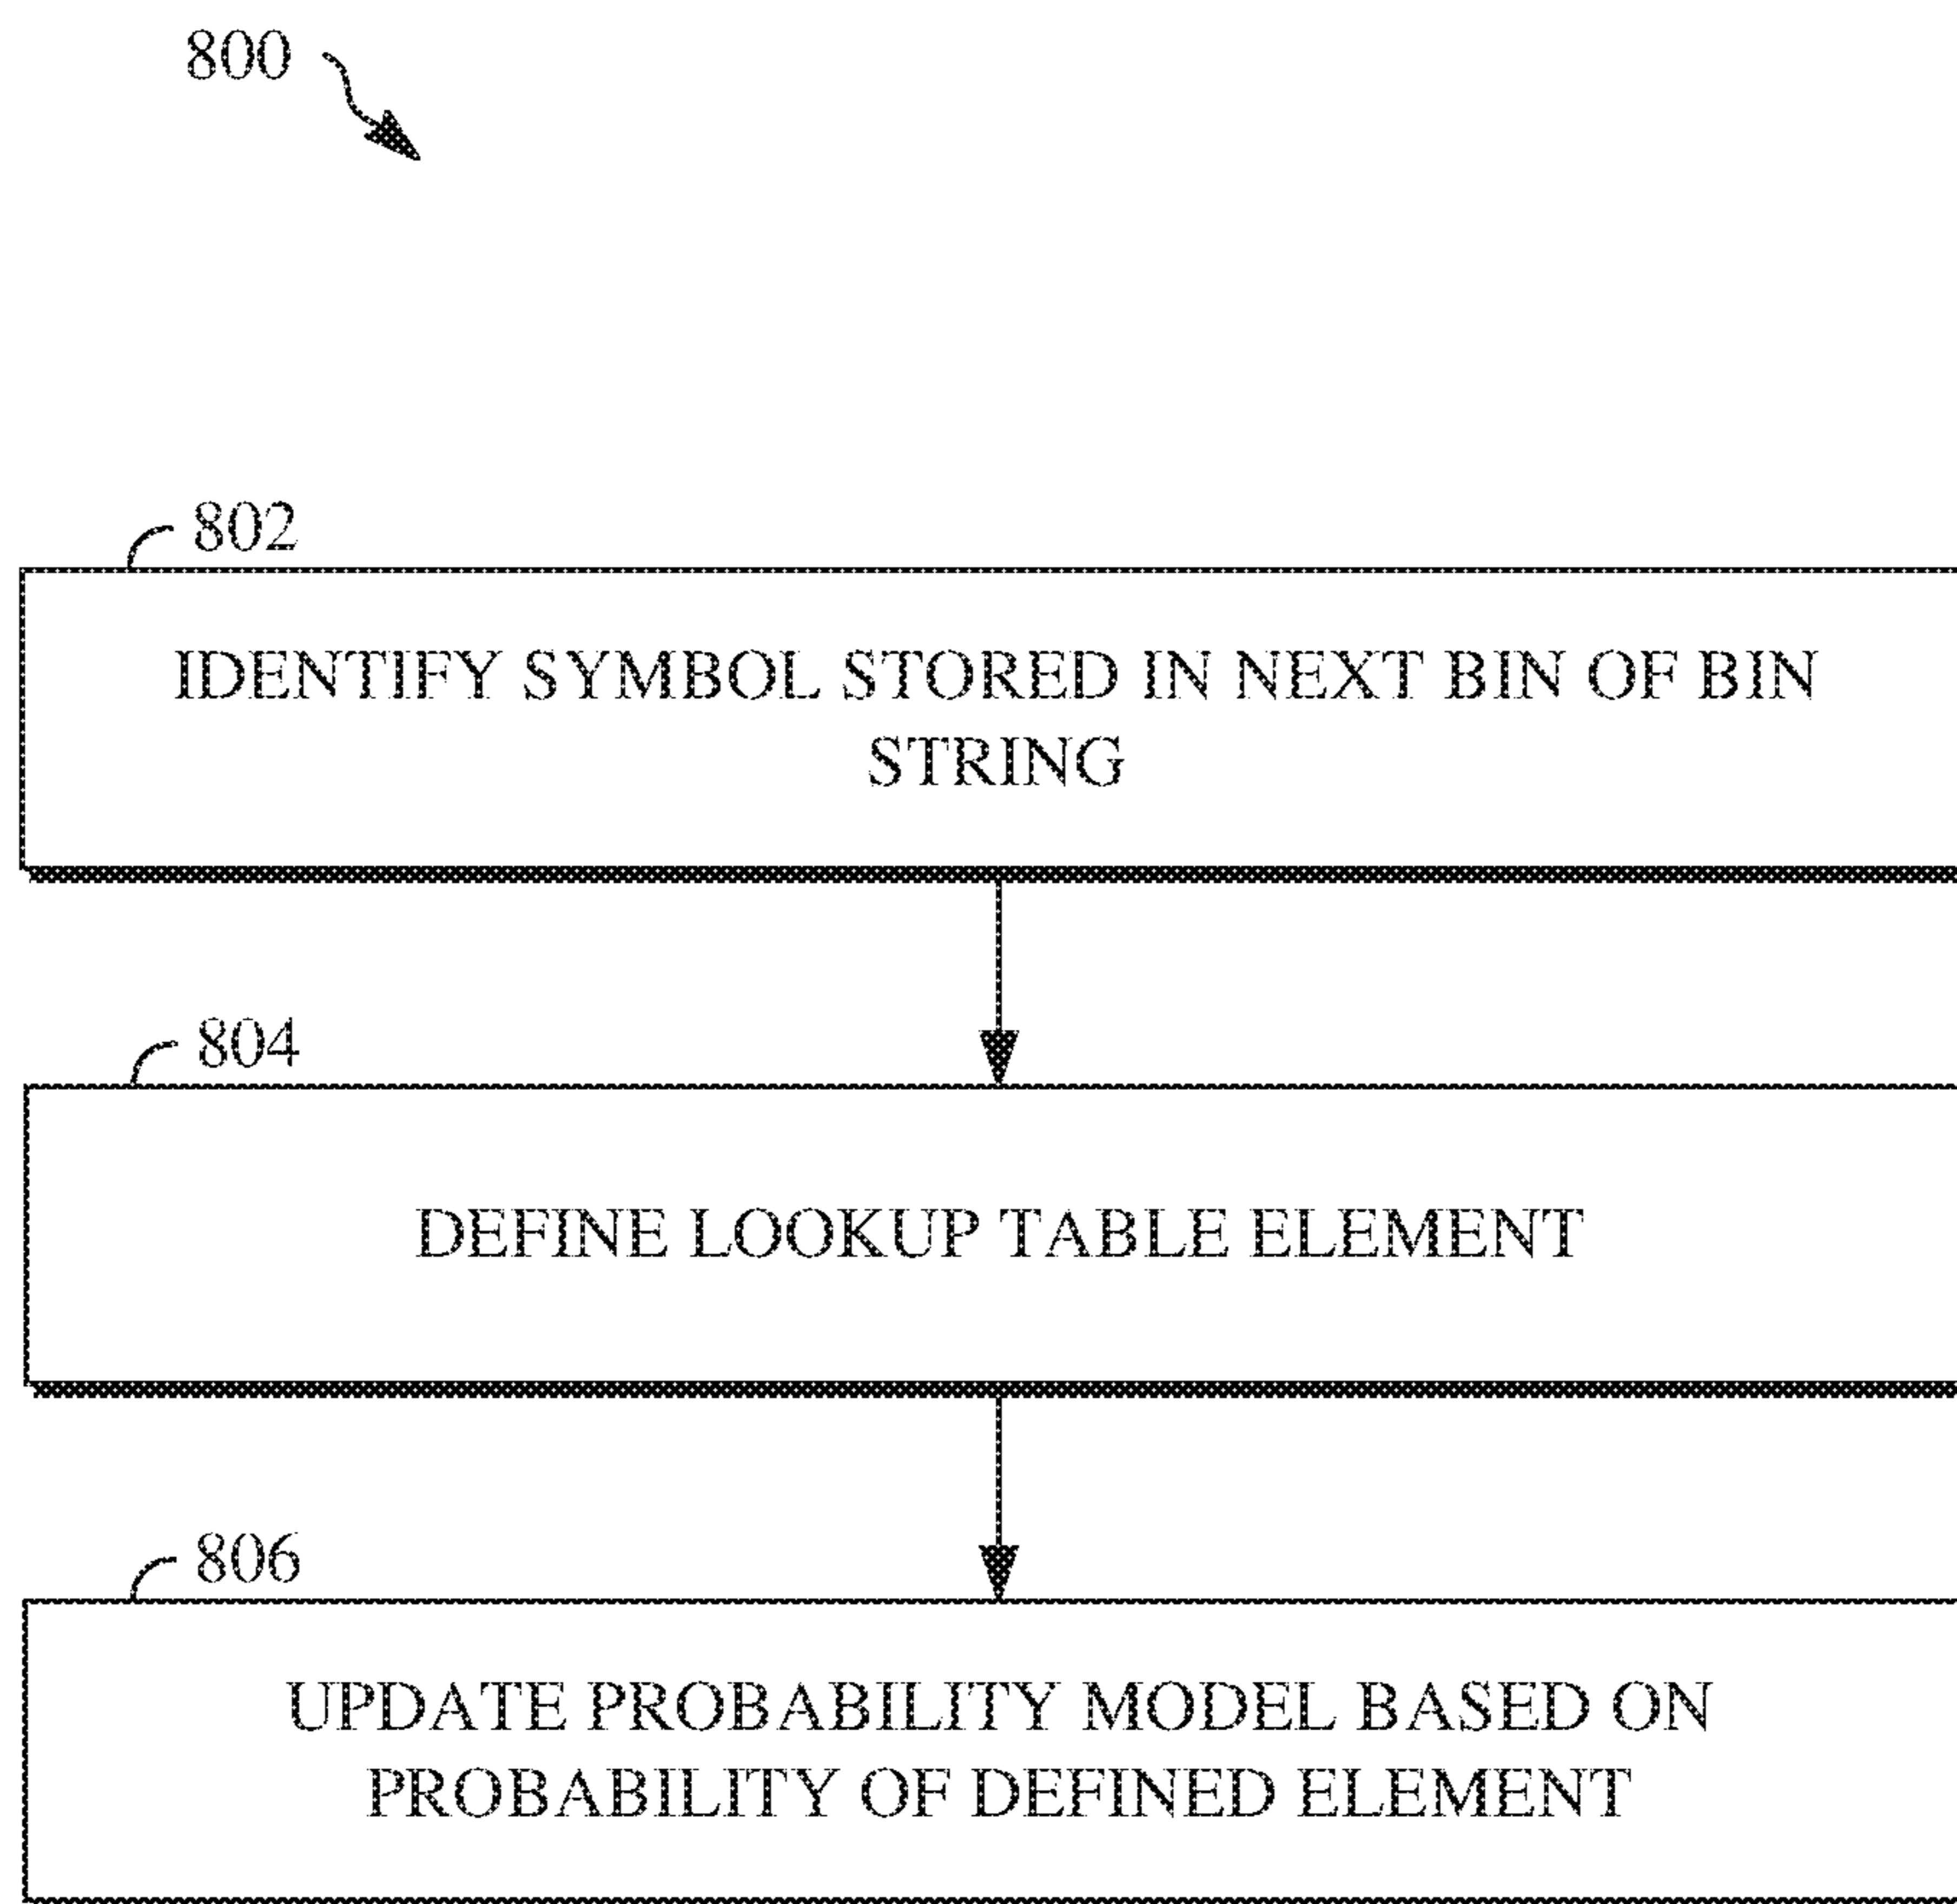 800
802
IDENTIFY SYMBOL STORED IN NEXT BIN OF BIN
STRING
804
DEFINE LOOKUP TABLE ELEMENT
806
UPDATE PROBABILITY MODEL BASED ON
PROBABILITY OF DEFINED ELEMENT